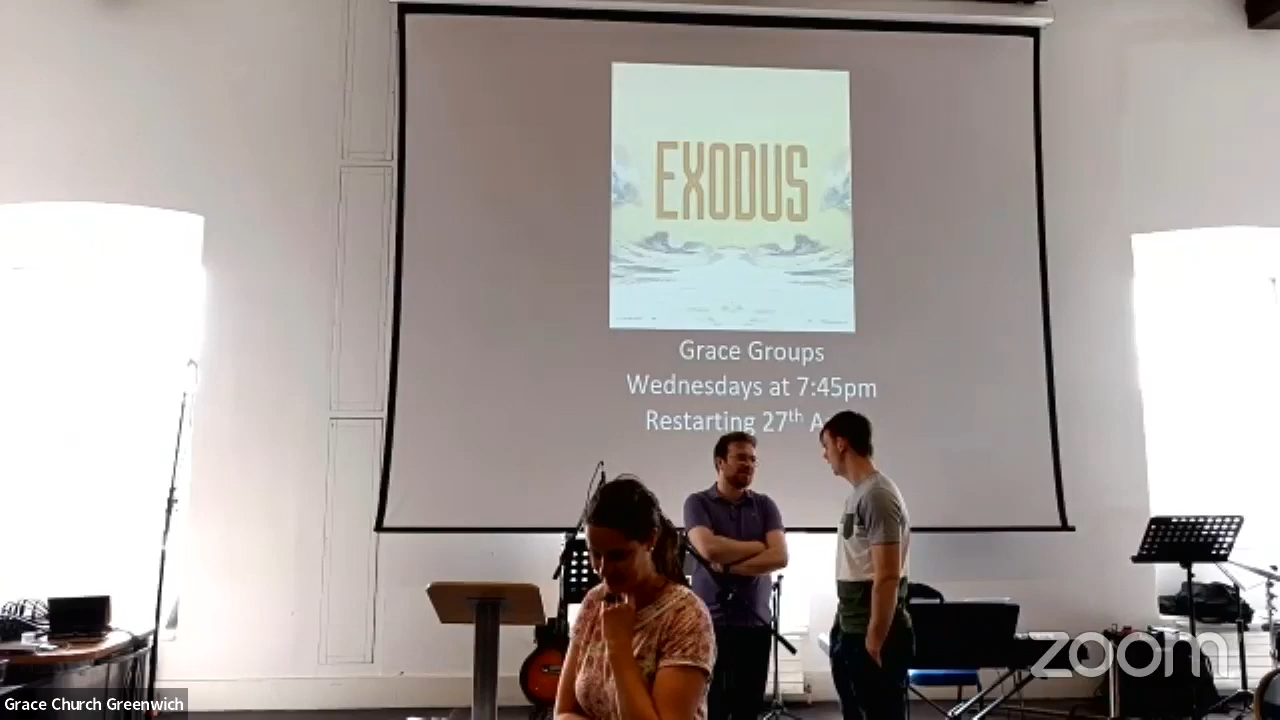 EXODUS
Grace Groups
Wednesdays at 7:45pm
Restarting 27th
zoom
Grace Church Greenwich